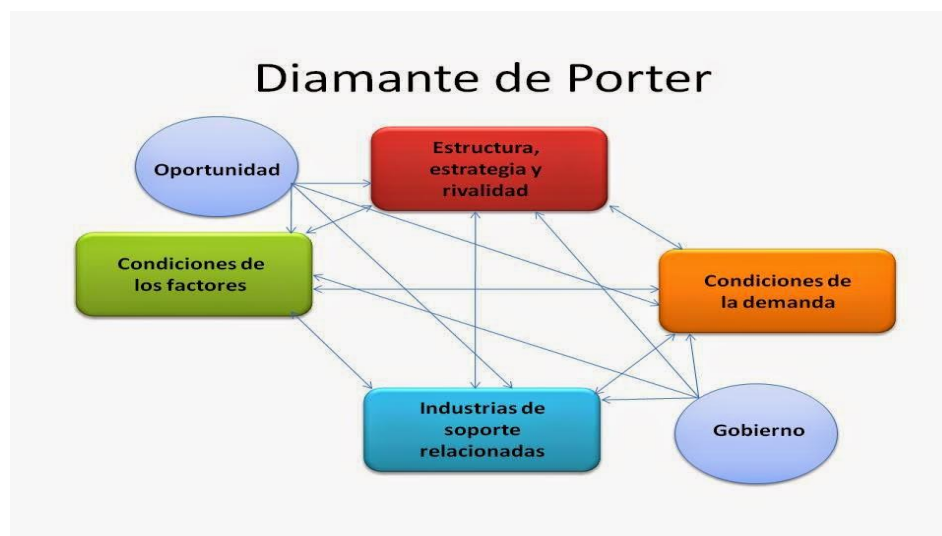 Diamante de Porter
Oportunidad
Estructura,
estrategia y
rivalidad
Condiciones de
los factores
Condiciones de
la demanda
Industrias de
soporte
relacionadas
Gobierno